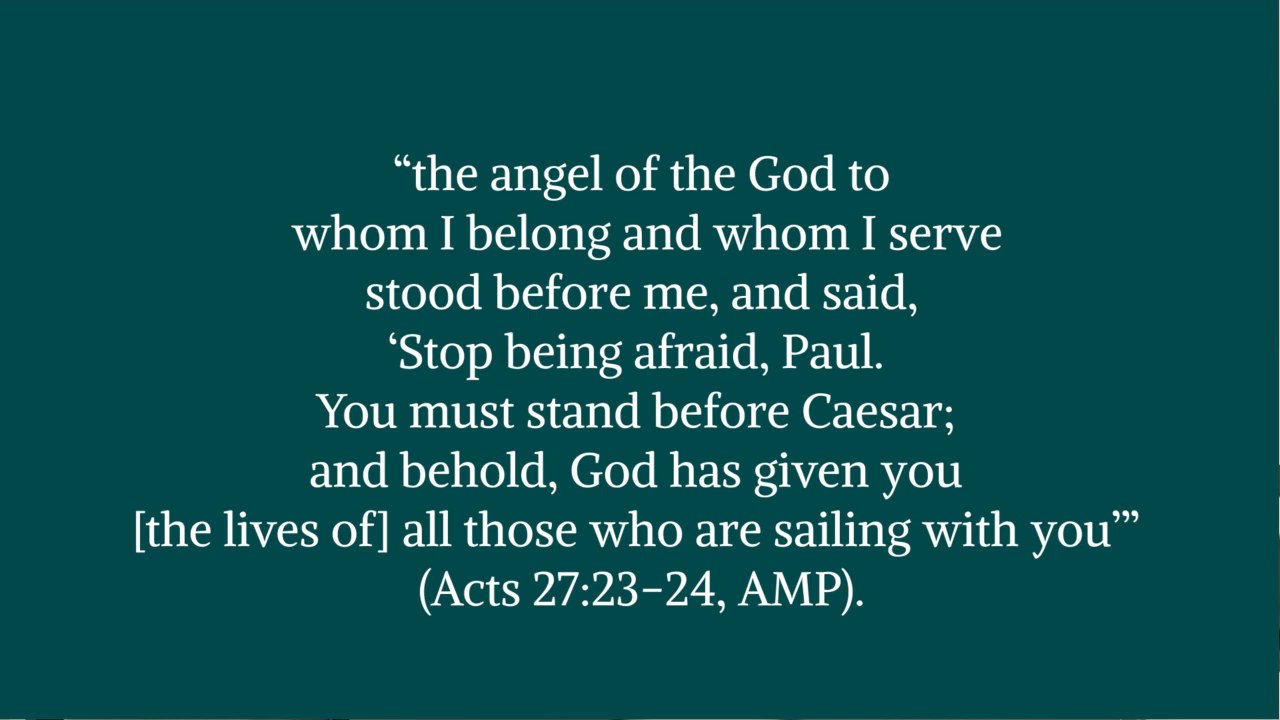 “the angel of the God to
whom I belong and whom I serve
stood before me, and said,
‘Stop being afraid, Paul.
You must stand before Caesar;
and behold, God has given you
[the lives of] all those who are sailing with you’”
(Acts 27:23–24, AMP).